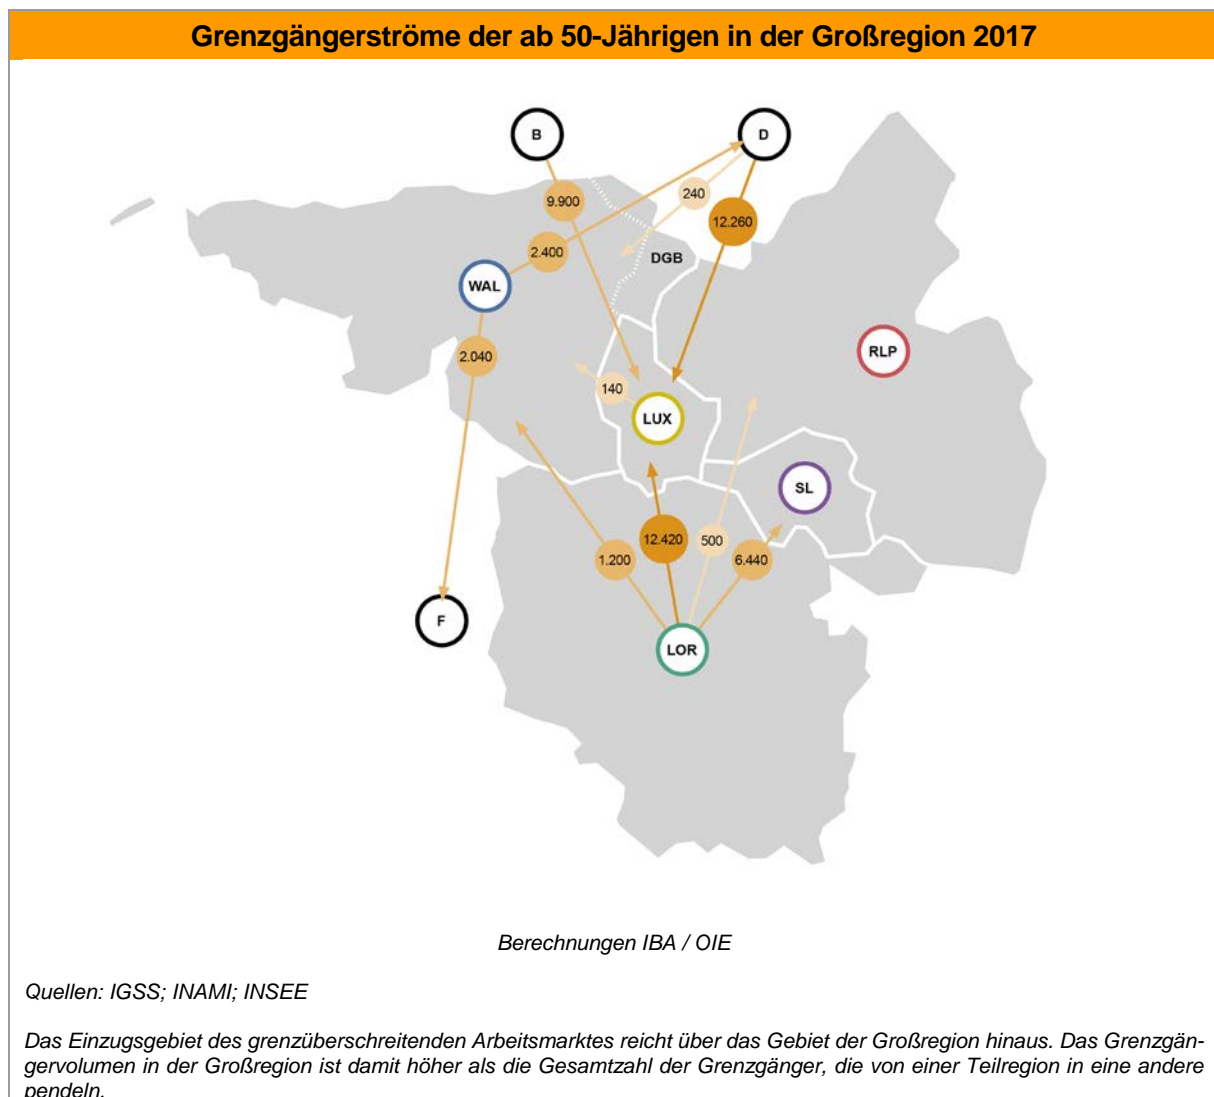 Grenzgängerströme der ab 50-Jährigen in der Großregion 2017
B
D
9.900
240
12.260
2.400
DGB
WAL
2.040
RLP
140
LUX
SL
12.420
500
1.200
6.440
F
LOR
Berechnungen IBA / OIE
Quellen: IGSS; INAMI; INSEE
Das Einzugsgebiet des grenzüberschreitenden Arbeitsmarktes reicht über das Gebiet der Großregion hinaus. Das Grenzgän-
gervolumen in der Großregion ist damit höher als die Gesamtzahl der Grenzgänger, die von einer Teilregion in eine andere
pendeln.